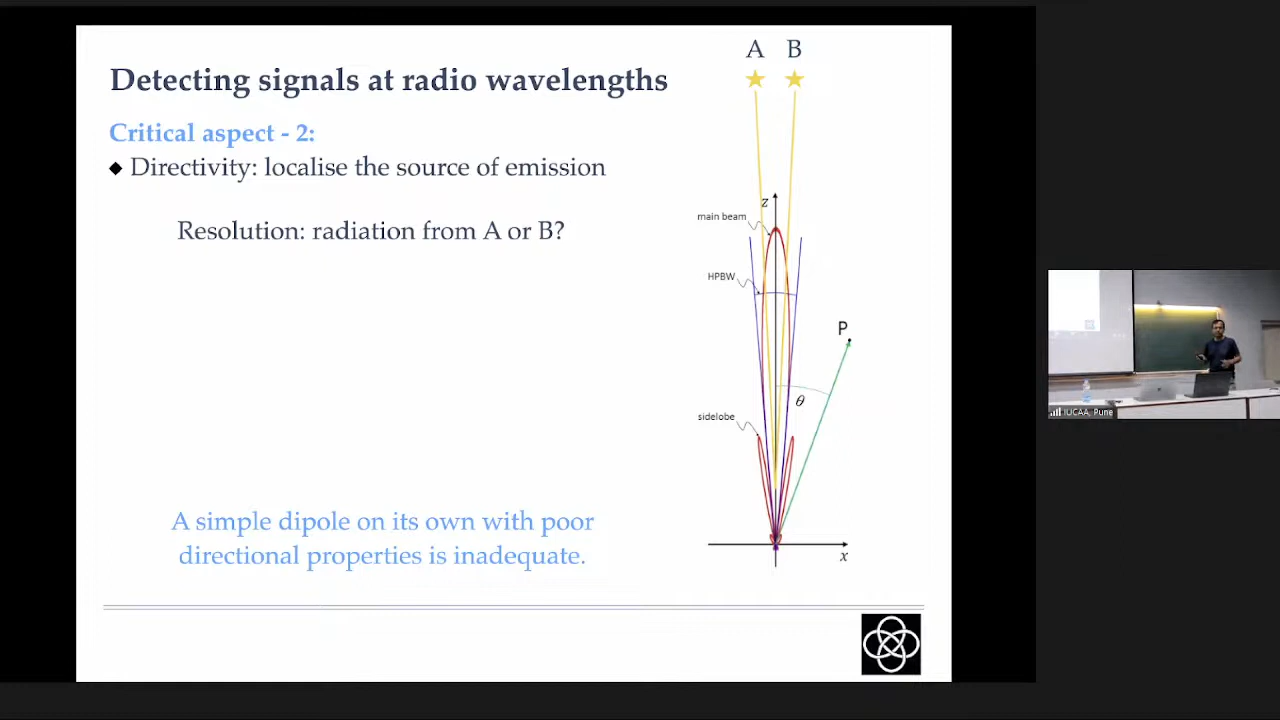 Detecting signals at radio wavelengths
Critical aspect - 2:
◆ Directivity: localise the source of emission
Resolution: radiation from A or B?
A simple dipole on its own with poor
directional properties is inadequate.
A B
z
main beam
HPBW
P
θ
sidelobe
x
IUCAA, Pune